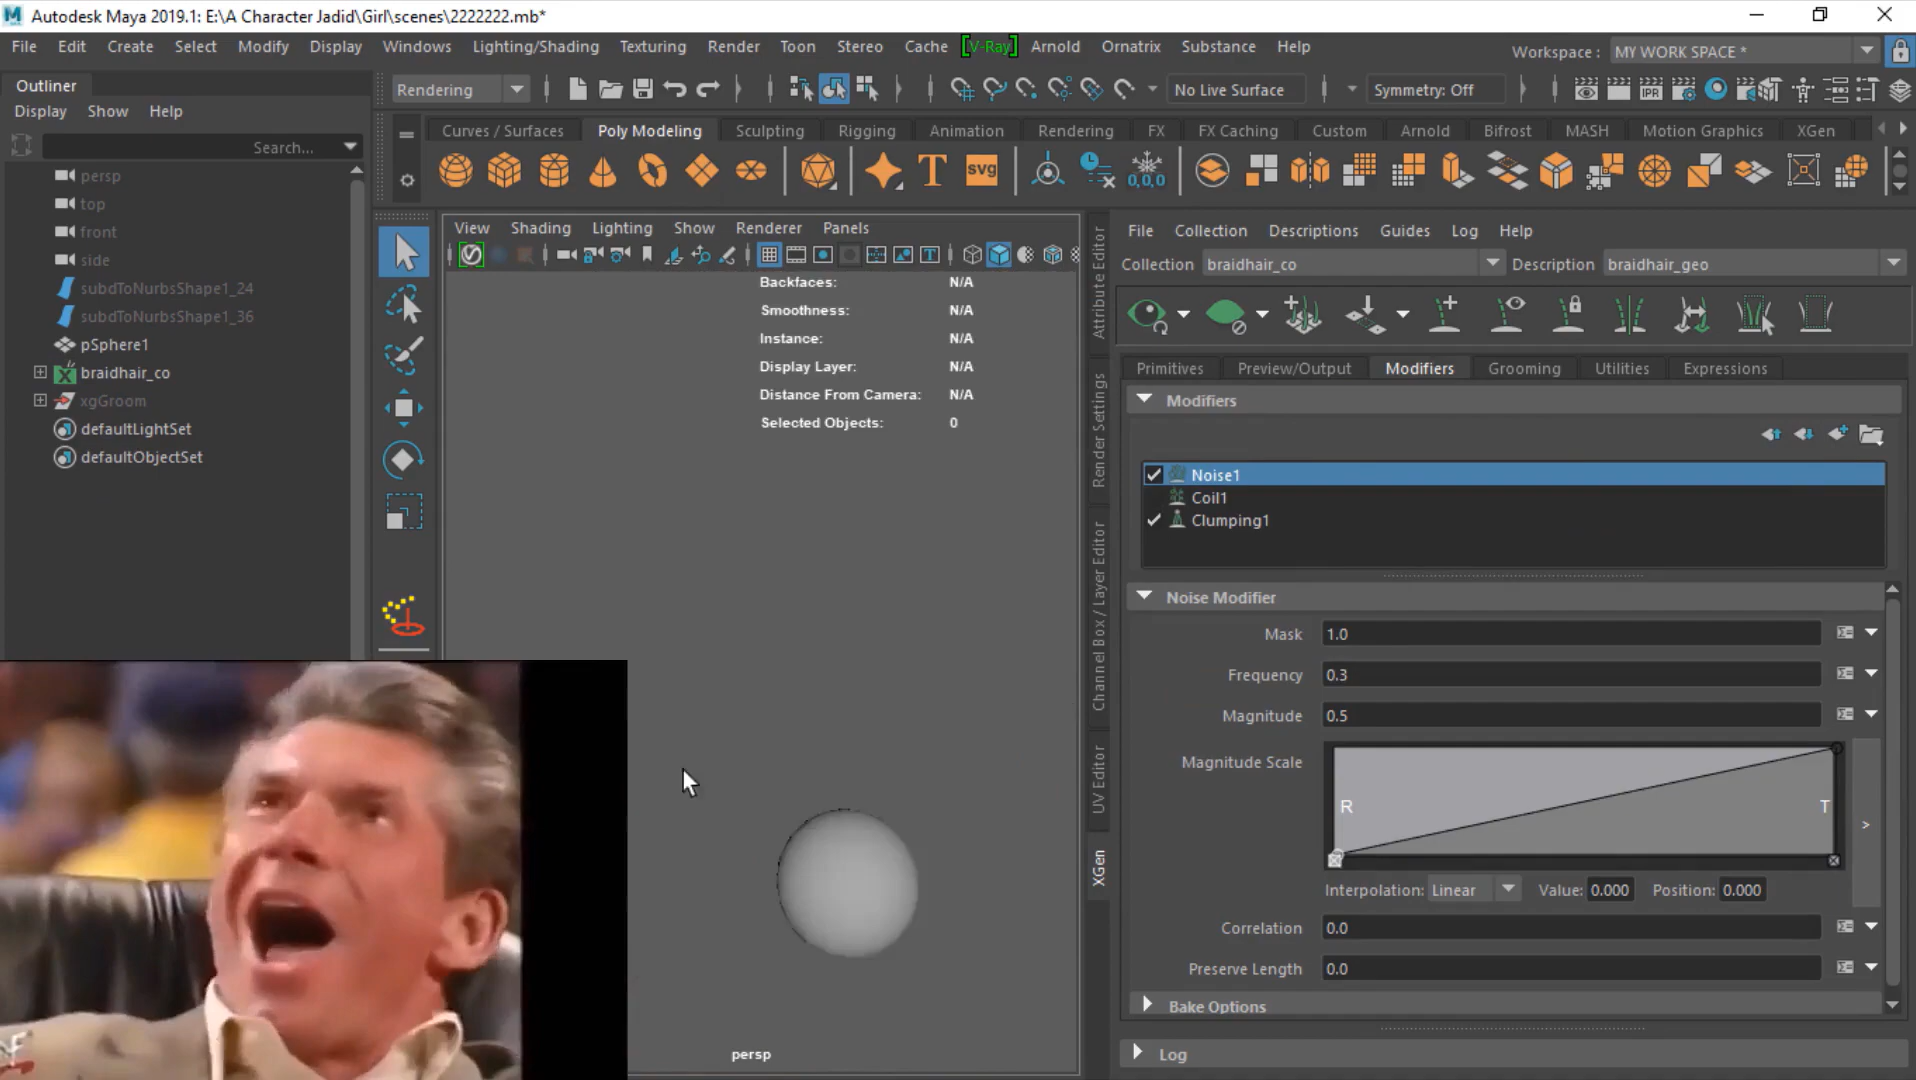 Autodesk Maya 2019.1: E:\A Character Jadid\Girl\scenes\2222222.mb*
File Edit Create Select Modify Display Windows Lighting/Shading Texturing Render Toon Stereo Cache [V-Ray] Arnold Ornatrix Substance Help
Workspace : MY WORK SPACE *
Outliner
Rendering
No Live Surface
Symmetry: Off
IPR
Display Show Help
Curves / Surfaces Poly Modeling Sculpting Rigging Animation Rendering FX FX Caching Custom Arnold Bifrost MASH Motion Graphics XGen
Search...
T
svg
0,0,0
persp
top
front
side
subdToNurbsShape1_24
subdToNurbsShape1_36
pSphere1
braidhair_co
xgGroom
defaultLightSet
defaultObjectSet
View Shading Lighting Show Renderer Panels
Backfaces: N/A
Smoothness: N/A
Instance: N/A
Display Layer: N/A
Distance From Camera: N/A
Selected Objects: 0
persp
Attribute Editor
Render Settings
Channel Box / Layer Editor
UV Editor
XGen
File Collection Descriptions Guides Log Help
Collection braidhair_co Description braidhair_geo
Primitives Preview/Output Modifiers Grooming Utilities Expressions
Modifiers
Noise1
Coil1
Clumping1
Noise Modifier
Mask 1.0
Frequency 0.3
Magnitude 0.5
Magnitude Scale
R T
>
Interpolation: Linear Value: 0.000 Position: 0.000
Correlation 0.0
Preserve Length 0.0
Bake Options
Log